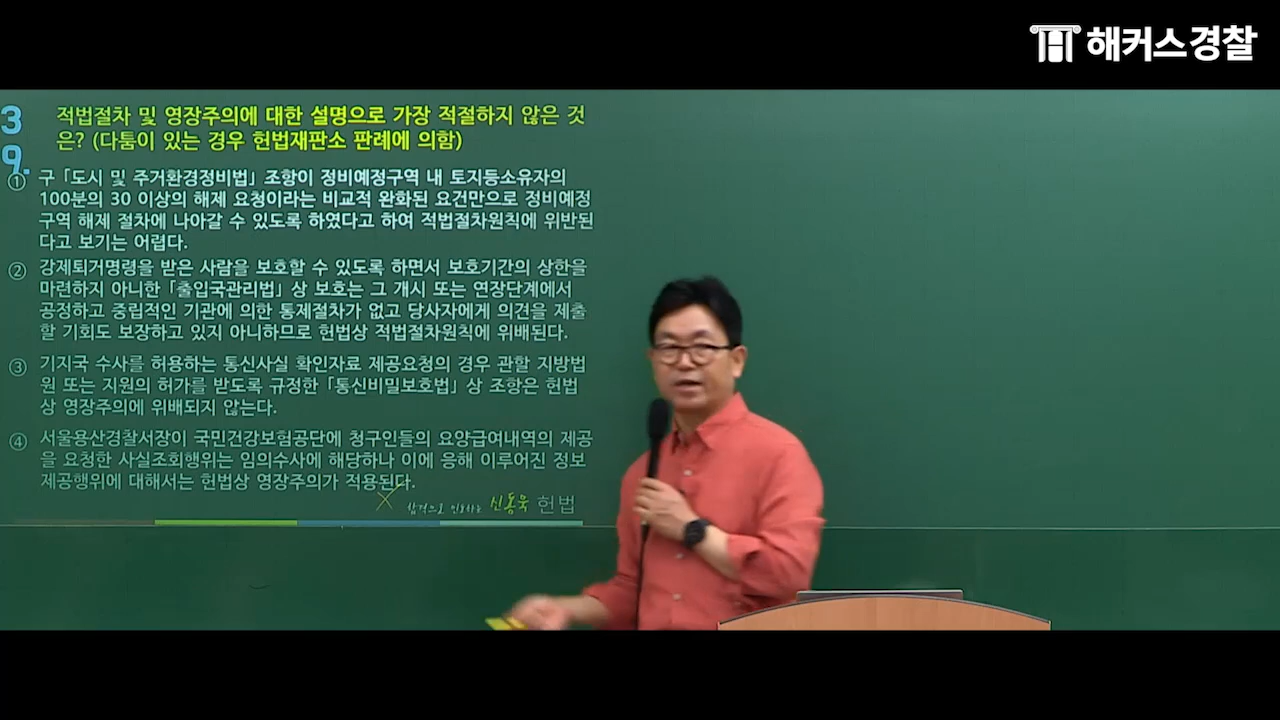 해커스경찰
39.
적법절차 및 영장주의에 대한 설명으로 가장 적절하지 않은 것
은? (다툼이 있는 경우 헌법재판소 판례에 의함)
① 구「도시 및 주거환경정비법」 조항이 정비예정구역 내 토지등소유자의
100분의 30 이상의 해제 요청이라는 비교적 완화된 요건만으로 정비예정
구역 해제 절차에 나아갈 수 있도록 하였다고 하여 적법절차원칙에 위반된
다고 보기는 어렵다.
② 강제퇴거명령을 받은 사람을 보호할 수 있도록 하면서 보호기간의 상한을
마련하지 아니한 「출입국관리법」상 보호는 그 개시 또는 연장단계에서
공정하고 중립적인 기관에 의한 통제절차가 없고 당사자에게 의견을 제출
할 기회도 보장하고 있지 아니하므로 헌법상 적법절차원칙에 위배된다.
③ 기지국 수사를 허용하는 통신사실 확인자료 제공요청의 경우 관할 지방법
원 또는 지원의 허가를 받도록 규정한 「통신비밀보호법」 상 조항은 헌법
상 영장주의에 위배되지 않는다.
④ 서울용산경찰서장이 국민건강보험공단에 청구인들의 요양급여내역의 제공
을 요청한 사실조회행위는 임의수사에 해당하나 이에 응해 이루어진 정보
제공행위에 대해서는 헌법상 영장주의가 적용된다.
신동욱 헌법